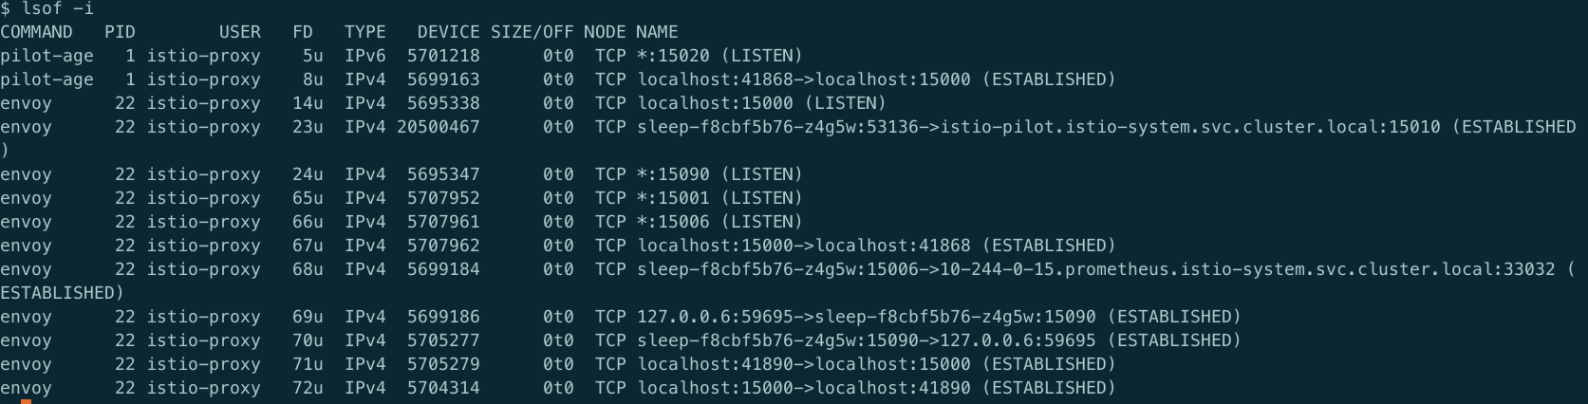 $ lsof -i
COMMAND   PID       USER   FD   TYPE   DEVICE SIZE/OFF NODE NAME
pilot-age   1 istio-proxy    5u  IPv6  5701218      0t0  TCP *:15020 (LISTEN)
pilot-age   1 istio-proxy    8u  IPv4  5699163      0t0  TCP localhost:41868->localhost:15000 (ESTABLISHED)
envoy      22 istio-proxy   14u  IPv4  5695338      0t0  TCP localhost:15000 (LISTEN)
envoy      22 istio-proxy   23u  IPv4 20500467      0t0  TCP sleep-f8cbf5b76-z4g5w:53136->istio-pilot.istio-system.svc.cluster.local:15010 (ESTABLISHED
)
envoy      22 istio-proxy   24u  IPv4  5695347      0t0  TCP *:15090 (LISTEN)
envoy      22 istio-proxy   65u  IPv4  5707952      0t0  TCP *:15001 (LISTEN)
envoy      22 istio-proxy   66u  IPv4  5707961      0t0  TCP *:15006 (LISTEN)
envoy      22 istio-proxy   67u  IPv4  5707962      0t0  TCP localhost:15000->localhost:41868 (ESTABLISHED)
envoy      22 istio-proxy   68u  IPv4  5699184      0t0  TCP sleep-f8cbf5b76-z4g5w:15006->10-244-0-15.prometheus.istio-system.svc.cluster.local:33032 (
ESTABLISHED)
envoy      22 istio-proxy   69u  IPv4  5699186      0t0  TCP 127.0.0.6:59695->sleep-f8cbf5b76-z4g5w:15090 (ESTABLISHED)
envoy      22 istio-proxy   70u  IPv4  5705277      0t0  TCP sleep-f8cbf5b76-z4g5w:15090->127.0.0.6:59695 (ESTABLISHED)
envoy      22 istio-proxy   71u  IPv4  5705279      0t0  TCP localhost:41890->localhost:15000 (ESTABLISHED)
envoy      22 istio-proxy   72u  IPv4  5704314      0t0  TCP localhost:15000->localhost:41890 (ESTABLISHED)